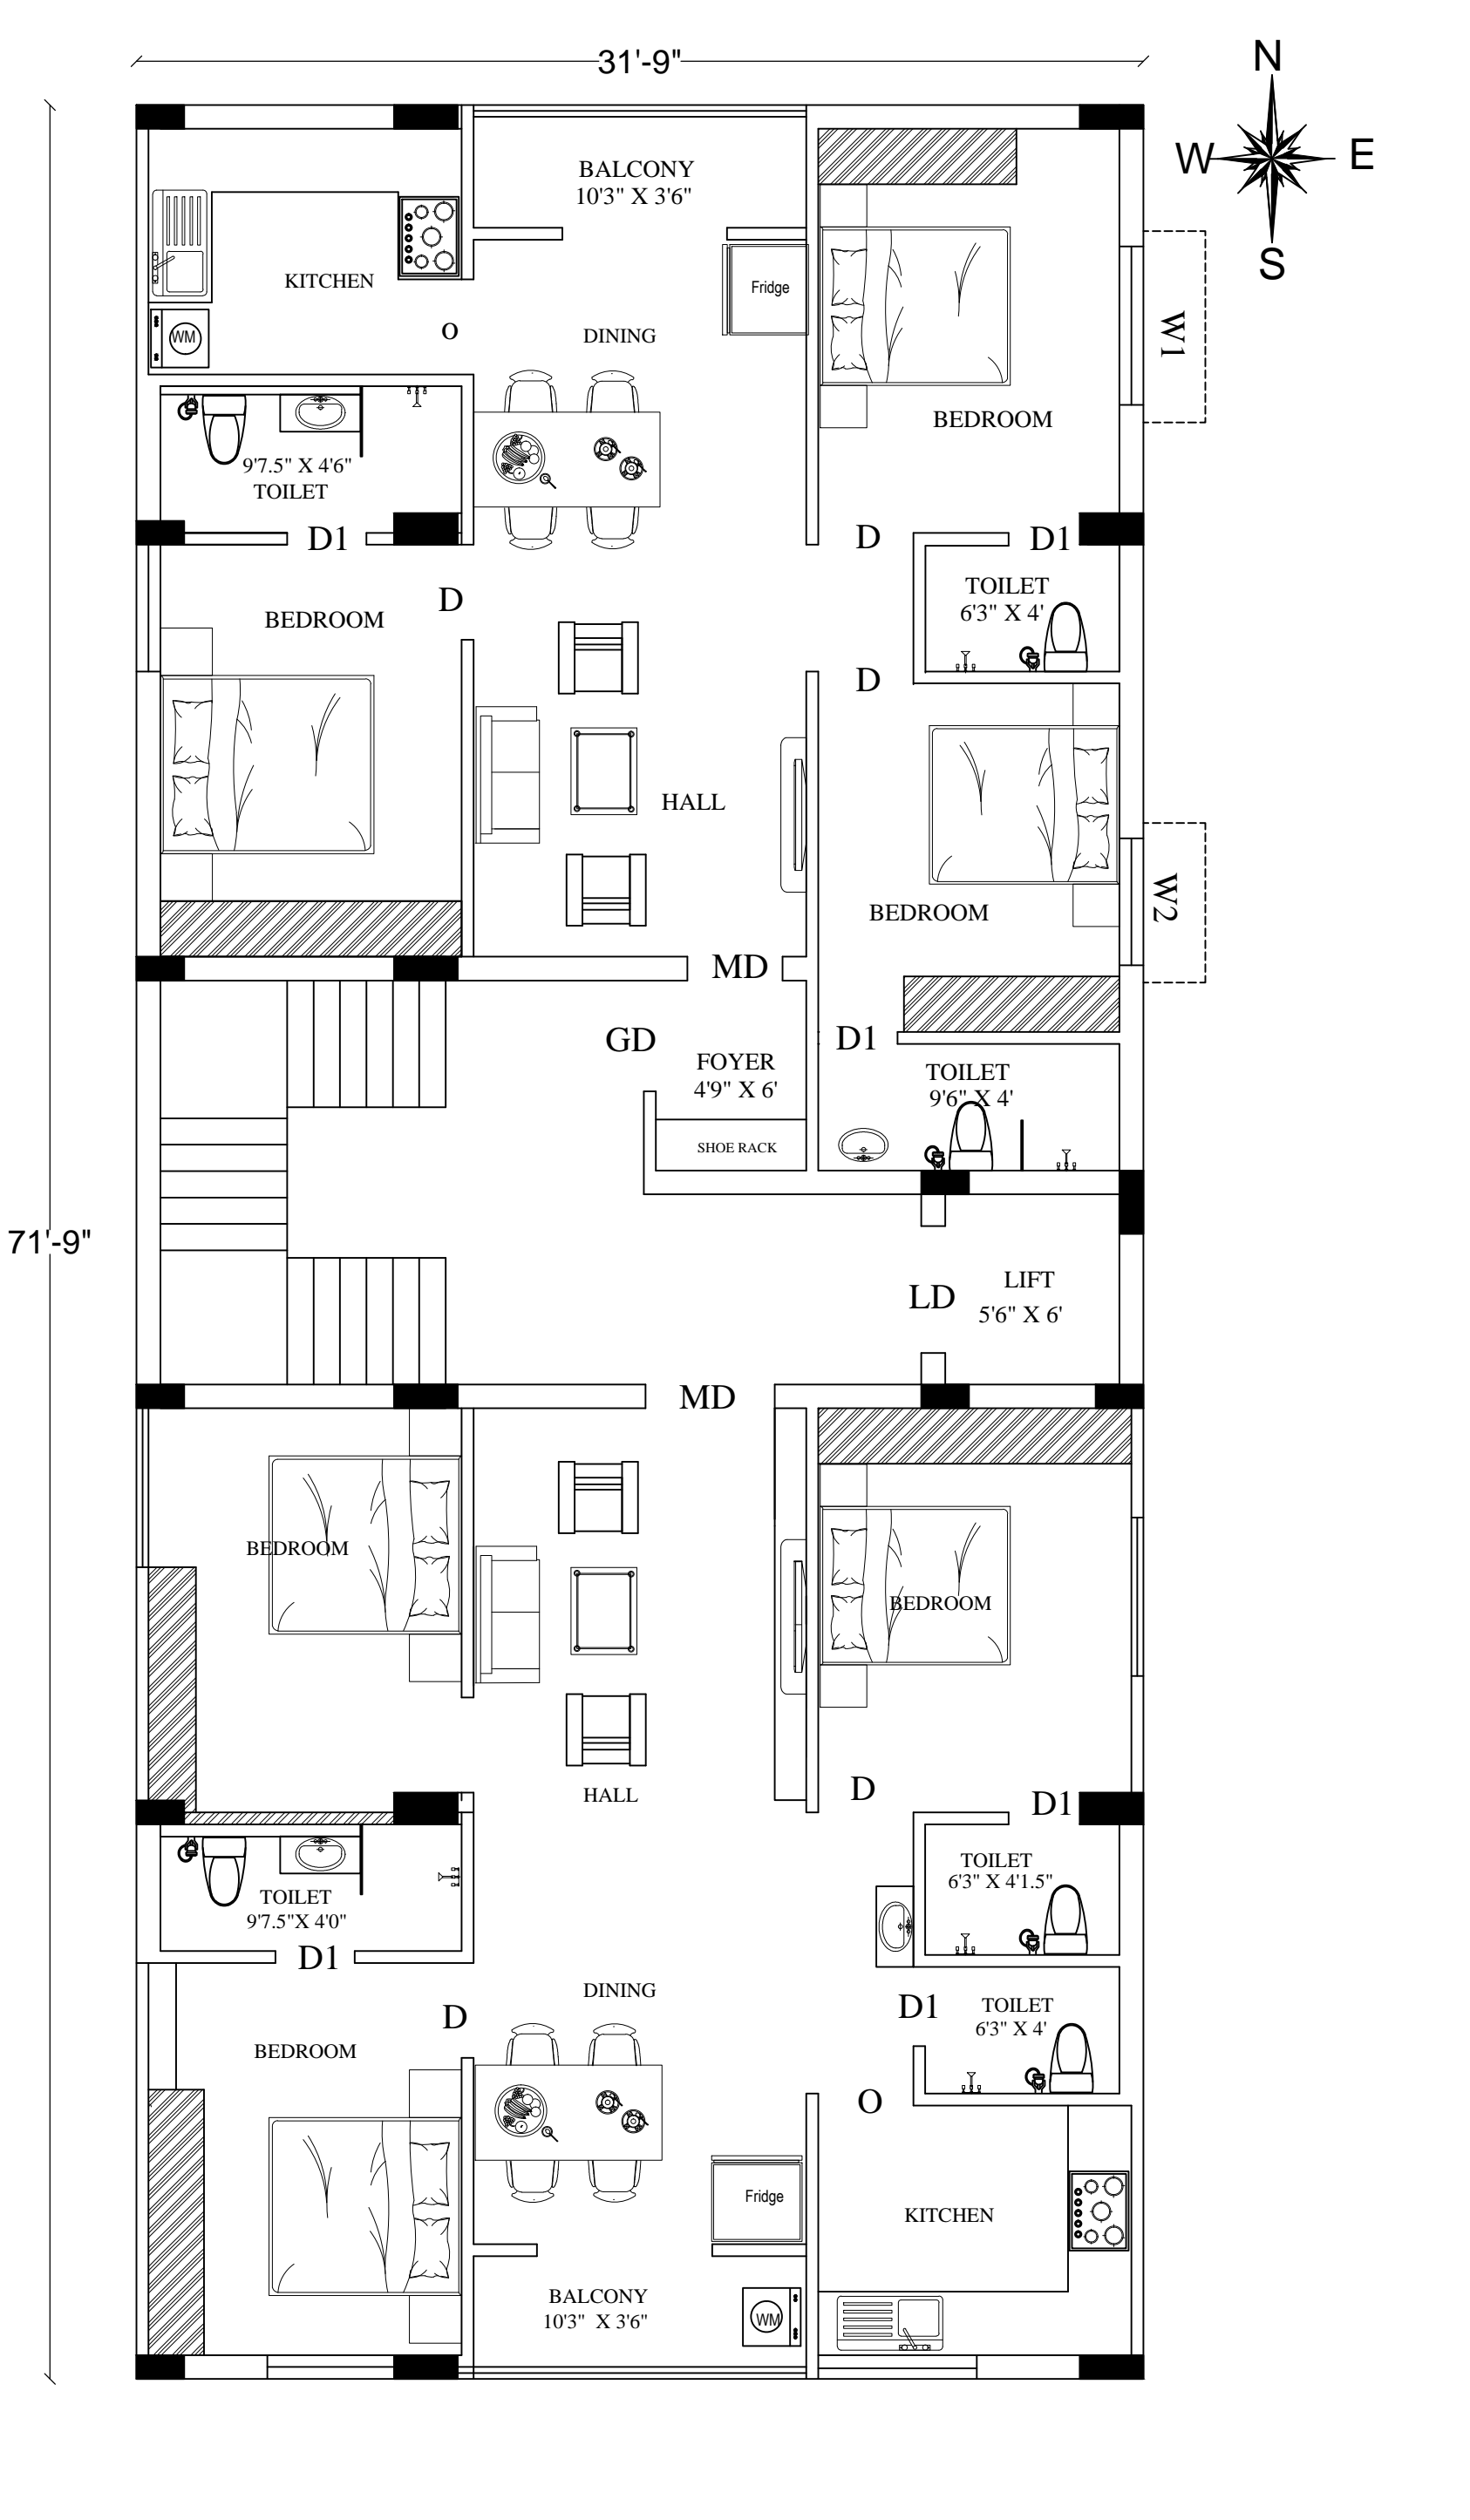 31'-9"
N
W
E
S
BALCONY
10'3" X 3'6"
KITCHEN
Fridge
o
DINING
WM
W1
BEDROOM
9'7.5" X 4'6"
TOILET
D1
D
D1
TOILET
6'3" X 4'
D
BEDROOM
D
HALL
W2
BEDROOM
MD
GD
D1
FOYER
4'9" X 6'
TOILET
9'6" X 4'
SHOE RACK
71'-9"
LIFT
5'6" X 6'
LD
MD
BEDROOM
BEDROOM
HALL
D
D1
TOILET
6'3" X 4'1.5"
TOILET
9'7.5"X 4'0"
D1
DINING
D1
TOILET
6'3" X 4'
D
BEDROOM
O
Fridge
KITCHEN
BALCONY
10'3" X 3'6"
WM